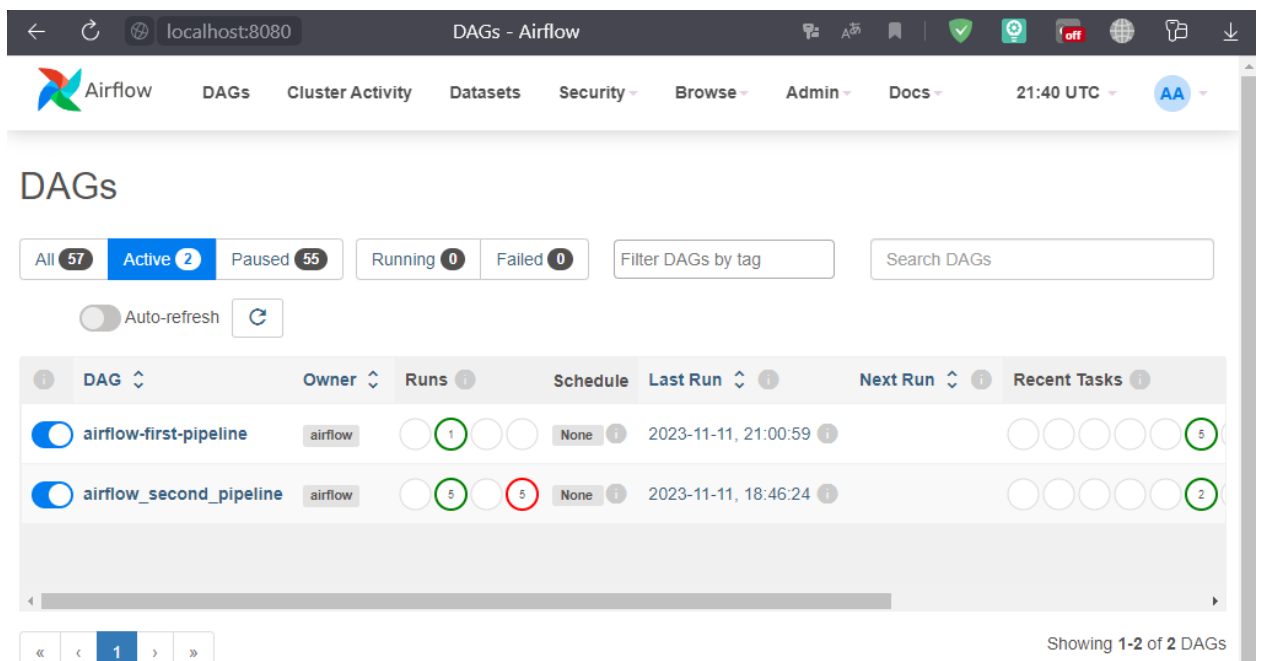 localhost:8080 DAGs - Airflow off
Airflow DAGs Cluster Activity Datasets Security Browse Admin Docs 21:40 UTC AA
DAGs
All 57 Active 2 Paused 55 Running 0 Failed 0 Filter DAGs by tag Search DAGs
Auto-refresh
i DAG Owner Runs i Schedule Last Run i Next Run i Recent Tasks i
airflow-first-pipeline airflow 1 None i 2023-11-11, 21:00:59 i 5
airflow_second_pipeline airflow 5 5 None i 2023-11-11, 18:46:24 i 2
« ‹ 1 › » Showing 1-2 of 2 DAGs